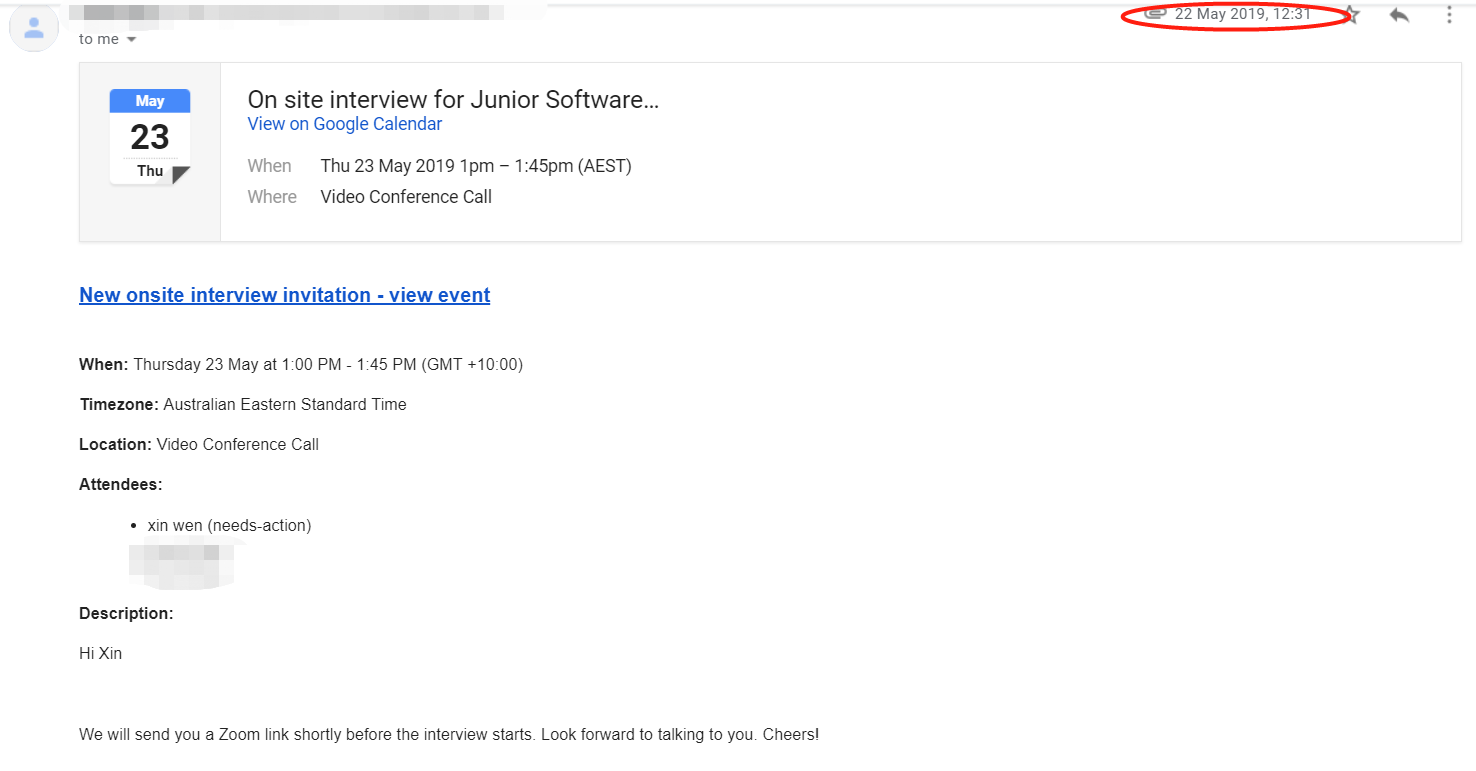 22 May 2019, 12:31
to me
May
23
Thu
On site interview for Junior Software…
View on Google Calendar
When Thu 23 May 2019 1pm – 1:45pm (AEST)
Where Video Conference Call
New onsite interview invitation - view event
When: Thursday 23 May at 1:00 PM - 1:45 PM (GMT +10:00)
Timezone: Australian Eastern Standard Time
Location: Video Conference Call
Attendees:
• xin wen (needs-action)
Description:
Hi Xin
We will send you a Zoom link shortly before the interview starts. Look forward to talking to you. Cheers!